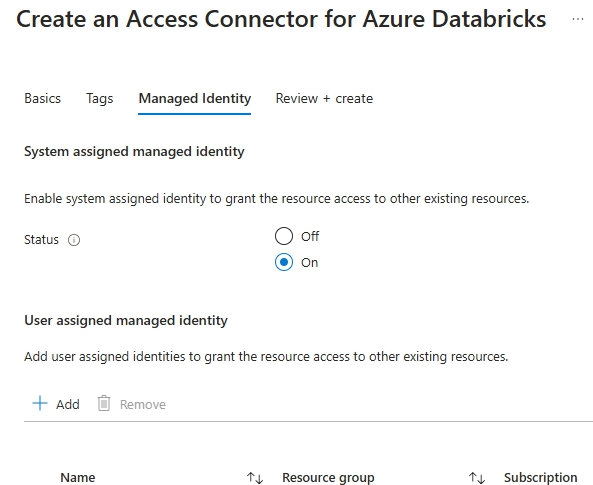 Create an Access Connector for Azure Databricks ...
Basics Tags Managed Identity Review + create
System assigned managed identity
Enable system assigned identity to grant the resource access to other existing resources.
Status
Off
On
User assigned managed identity
Add user assigned identities to grant the resource access to other existing resources.
+ Add Remove
Name ↑↓ Resource group ↑↓ Subscription